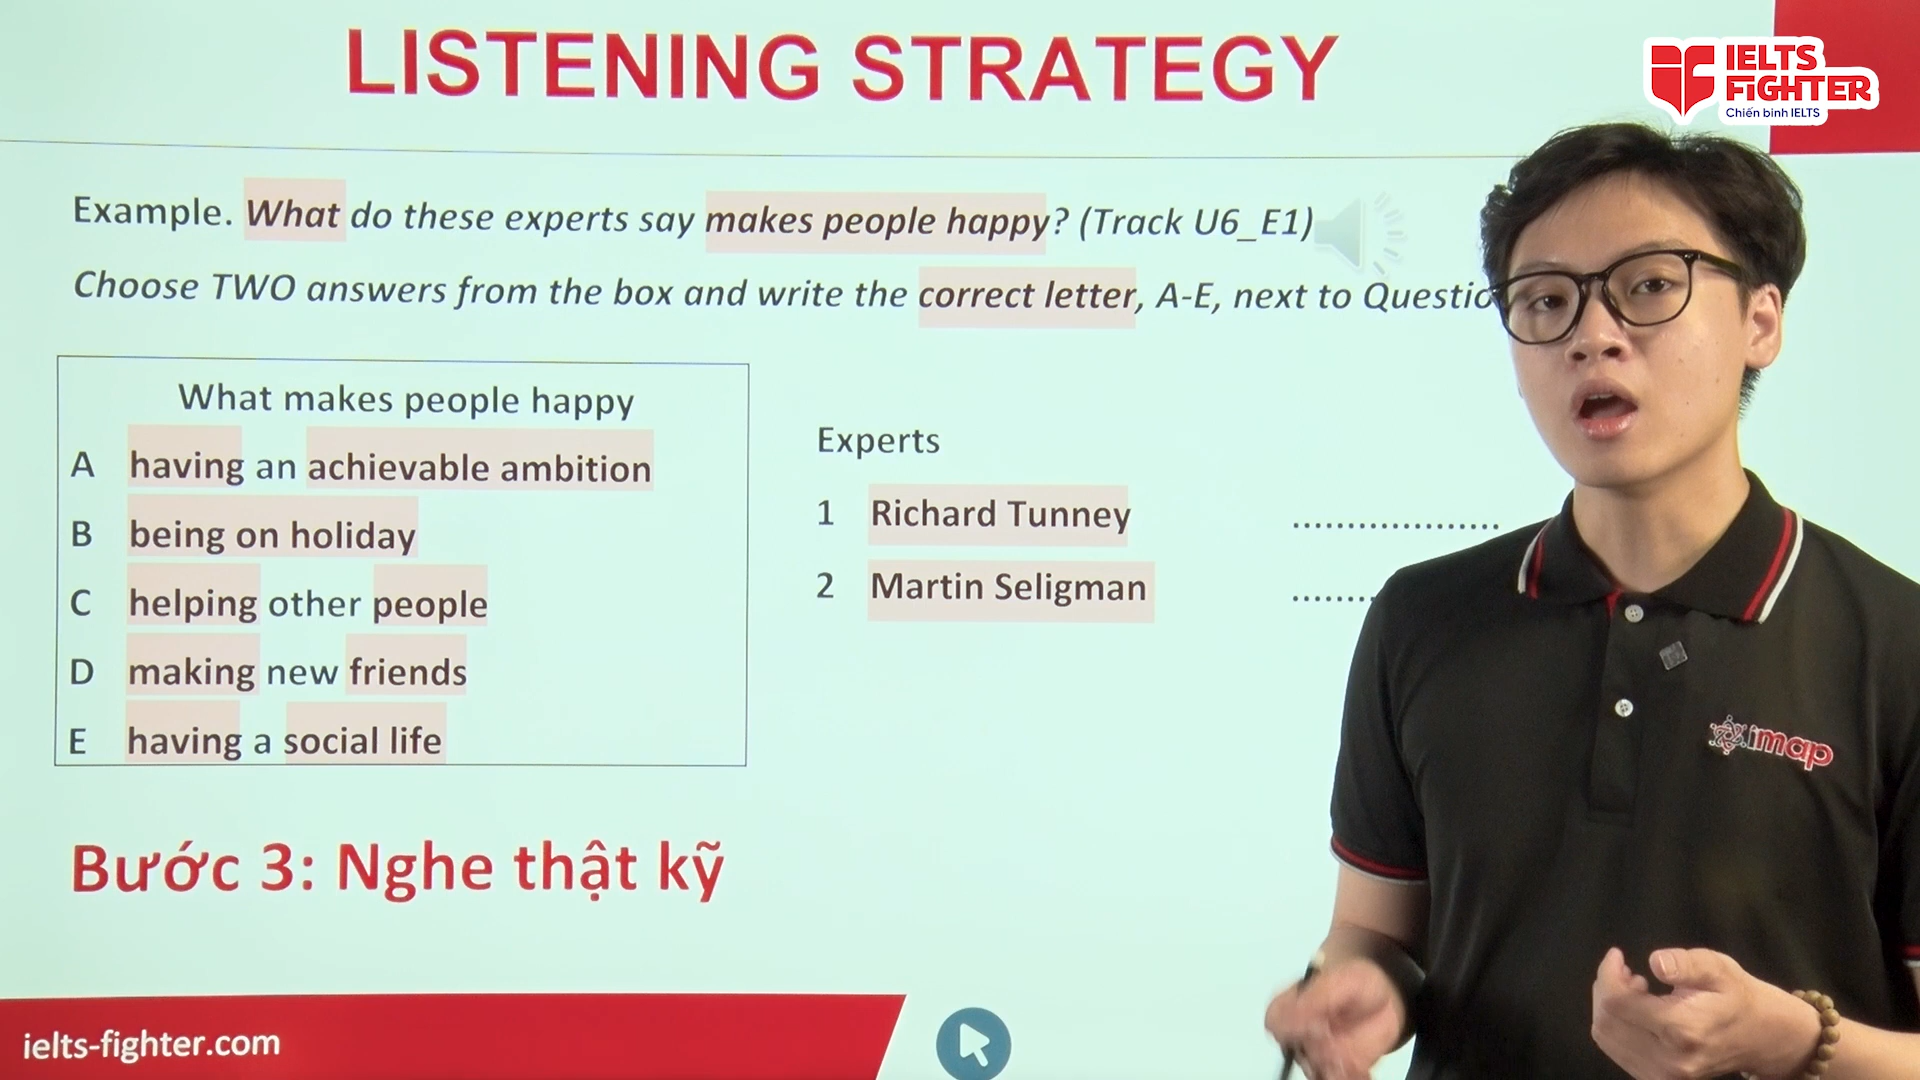 LISTENING STRATEGY
IELTS
FIGHTER
Chiến binh IELTS
Example. What do these experts say makes people happy? (Track U6_E1)
Choose TWO answers from the box and write the correct letter, A-E, next to
What makes people happy
A having an achievable ambition
B being on holiday
C helping other people
D making new friends
E having a social life
Experts
1 Richard Tunney ...................
2 Martin Seligman ........
imap
Bước 3: Nghe thật kỹ
ielts-fighter.com